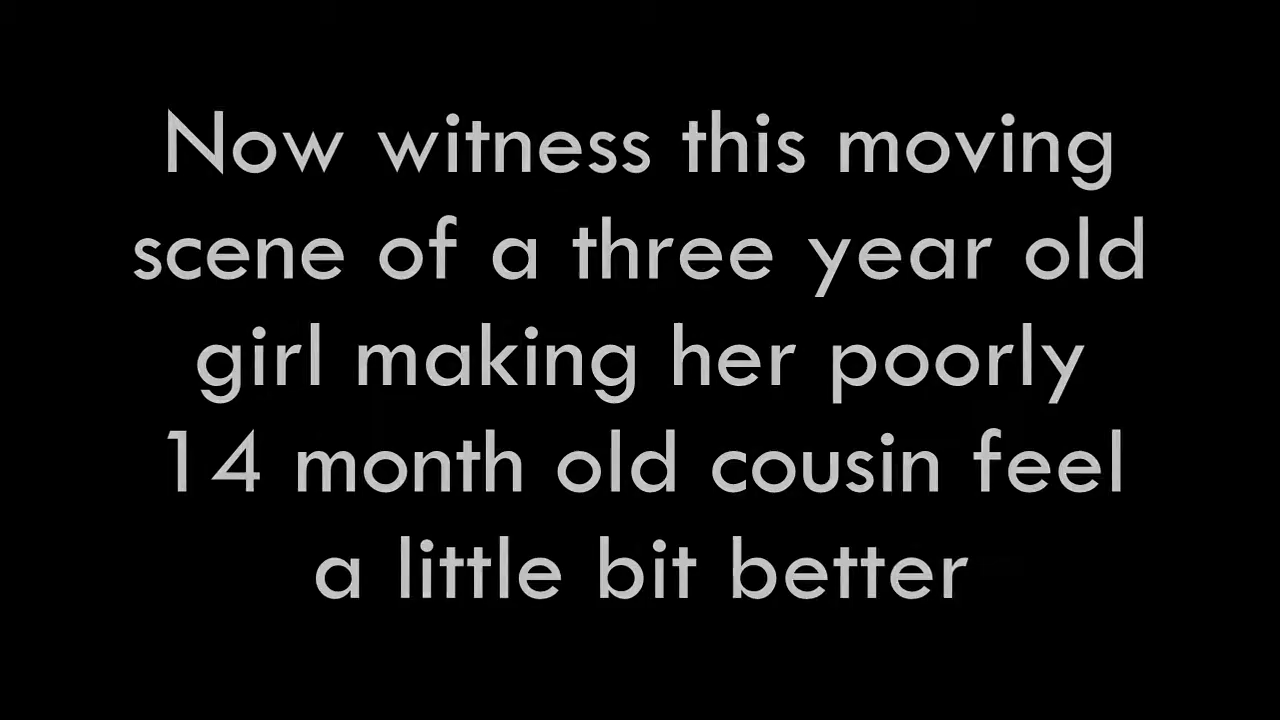 Now witness this moving
scene of a three year old
girl making her poorly
14 month old cousin feel
a little bit better